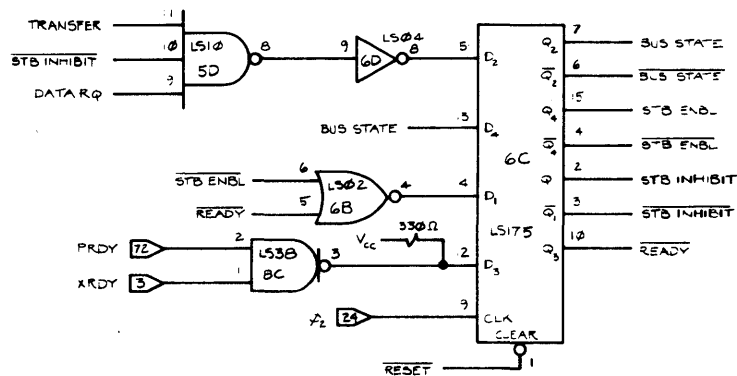 TRANSFER 11
STB INHIBIT 10
DATA RQ 9
LS10
5D
8
9 6D LS04 8
5 D2
BUS STATE 13 D4
STB ENBL 6
READY 5
LS02
6B
4
4 D1
PRDY 72 2
XRDY 3 1
LS38
8C
3
Vcc 330Ω
12 D3
24 9 CLK
CLEAR
RESET 1
6C
LS175
Q2 7 BUS STATE
Q2 6 BUS STATE
Q4 15 STB ENBL
Q4 4 STB ENBL
Q 2 STB INHIBIT
Q1 3 STB INHIBIT
Q3 10 READY